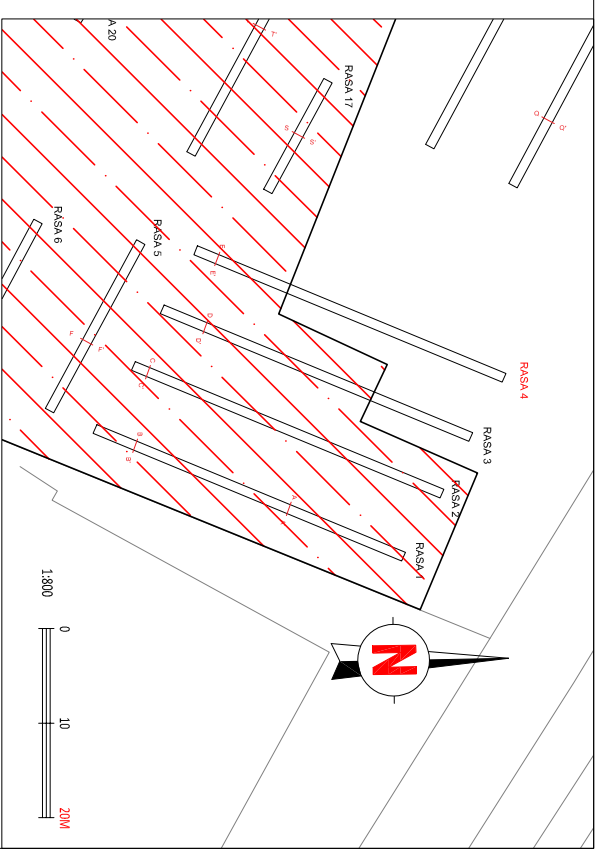 A 20
RASA 17
RÁSA 6
RASA 5
RASA 4
RASA 3
RASA 2
RASA 1
S S'
Q Q'
E E'
D D'
C C'
B B'
A
F F'
N
1:800
0
10
20M